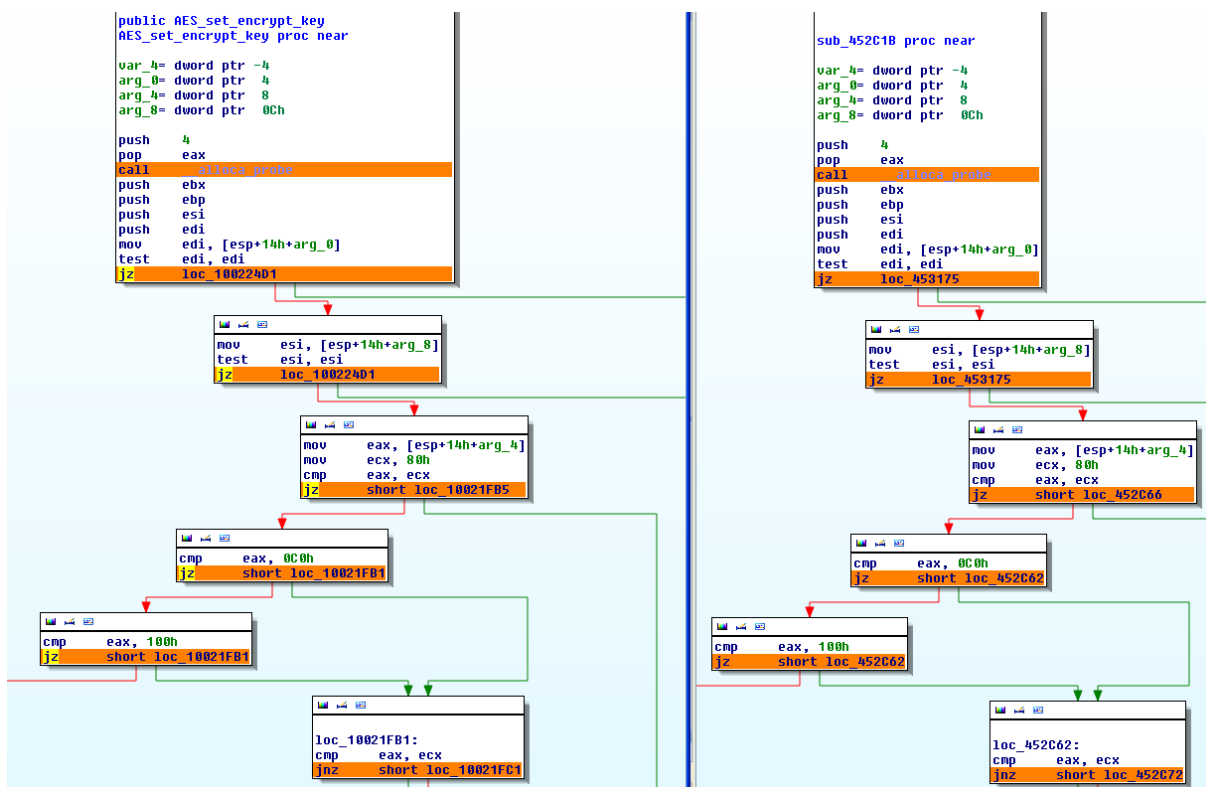 public AES_set_encrypt_key
AES_set_encrypt_key proc near
var_4= dword ptr -4
arg_0= dword ptr  4
arg_4= dword ptr  8
arg_8= dword ptr  0Ch
push    4
pop     eax
call    __alloca_probe
push    ebx
push    ebp
push    esi
push    edi
mov     edi, [esp+14h+arg_0]
test    edi, edi
jz      loc_100224D1
mov     esi, [esp+14h+arg_8]
test    esi, esi
jz      loc_100224D1
mov     eax, [esp+14h+arg_4]
mov     ecx, 80h
cmp     eax, ecx
jz      short loc_10021FB5
cmp     eax, 0C0h
jz      short loc_10021FB1
cmp     eax, 100h
jz      short loc_10021FB1
loc_10021FB1:
cmp     eax, ecx
jnz     short loc_10021FC1
sub_452C1B proc near
var_4= dword ptr -4
arg_0= dword ptr  4
arg_4= dword ptr  8
arg_8= dword ptr  0Ch
push    4
pop     eax
call    __alloca_probe
push    ebx
push    ebp
push    esi
push    edi
mov     edi, [esp+14h+arg_0]
test    edi, edi
jz      loc_453175
mov     esi, [esp+14h+arg_8]
test    esi, esi
jz      loc_453175
mov     eax, [esp+14h+arg_4]
mov     ecx, 80h
cmp     eax, ecx
jz      short loc_452C66
cmp     eax, 0C0h
jz      short loc_452C62
cmp     eax, 100h
jz      short loc_452C62
loc_452C62:
cmp     eax, ecx
jnz     short loc_452C72